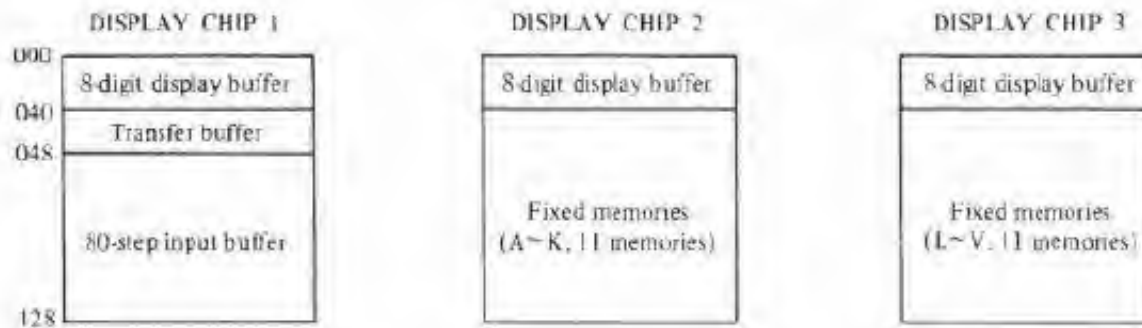 DISPLAY CHIP 1
DISPLAY CHIP 2
DISPLAY CHIP 3
000
8-digit display buffer
8-digit display buffer
8-digit display buffer
040
Transfer buffer
048
80-step input buffer
Fixed memories
(A~K, 11 memories)
Fixed memories
(L~V, 11 memories)
128